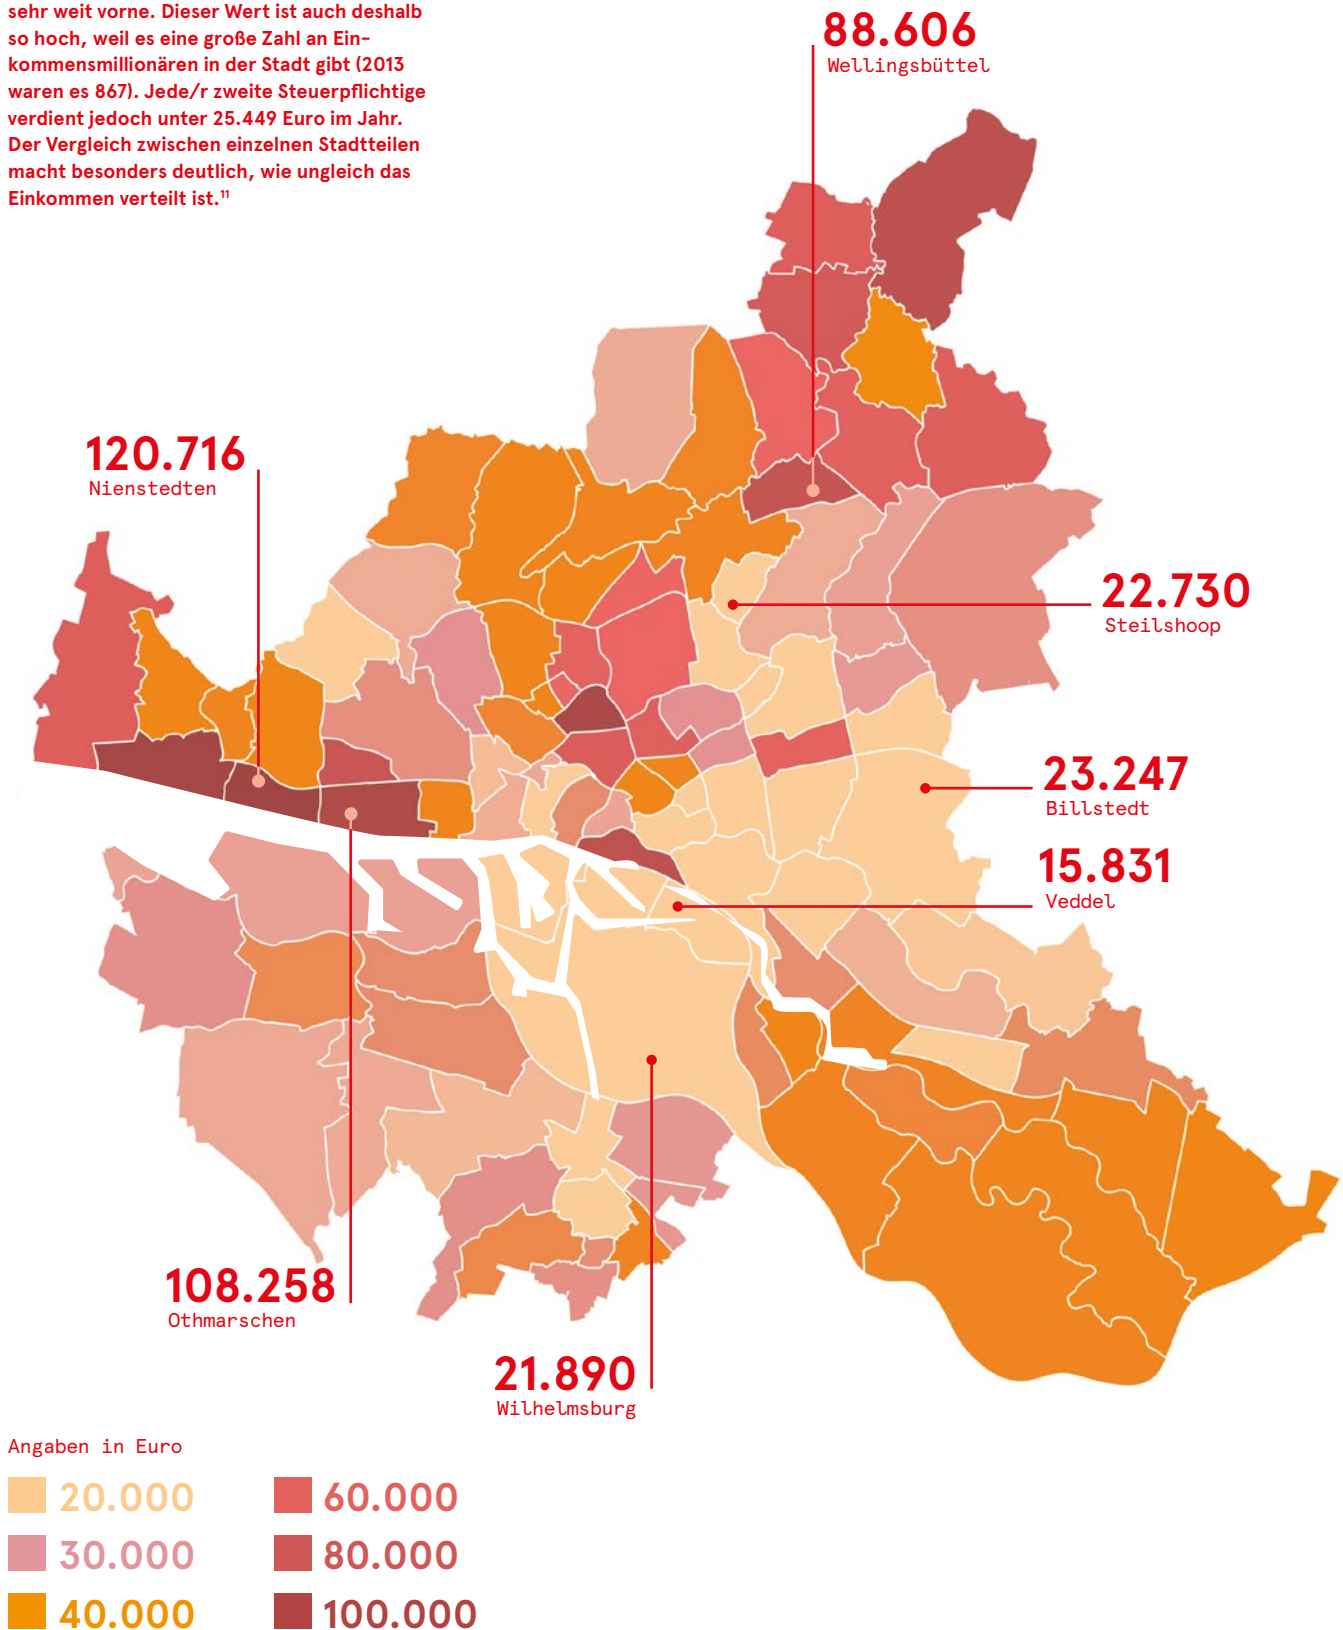 sehr weit vorne. Dieser Wert ist auch deshalb
so hoch, weil es eine große Zahl an Ein-
kommensmillionären in der Stadt gibt (2013
waren es 867). Jede/r zweite Steuerpflichtige
verdient jedoch unter 25.449 Euro im Jahr.
Der Vergleich zwischen einzelnen Stadtteilen
macht besonders deutlich, wie ungleich das
Einkommen verteilt ist.¹¹
88.606
Wellingsbüttel
120.716
Nienstedten
22.730
Steilshoop
23.247
Billstedt
15.831
Veddel
108.258
Othmarschen
21.890
Wilhelmsburg
Angaben in Euro
20.000
30.000
40.000
60.000
80.000
100.000